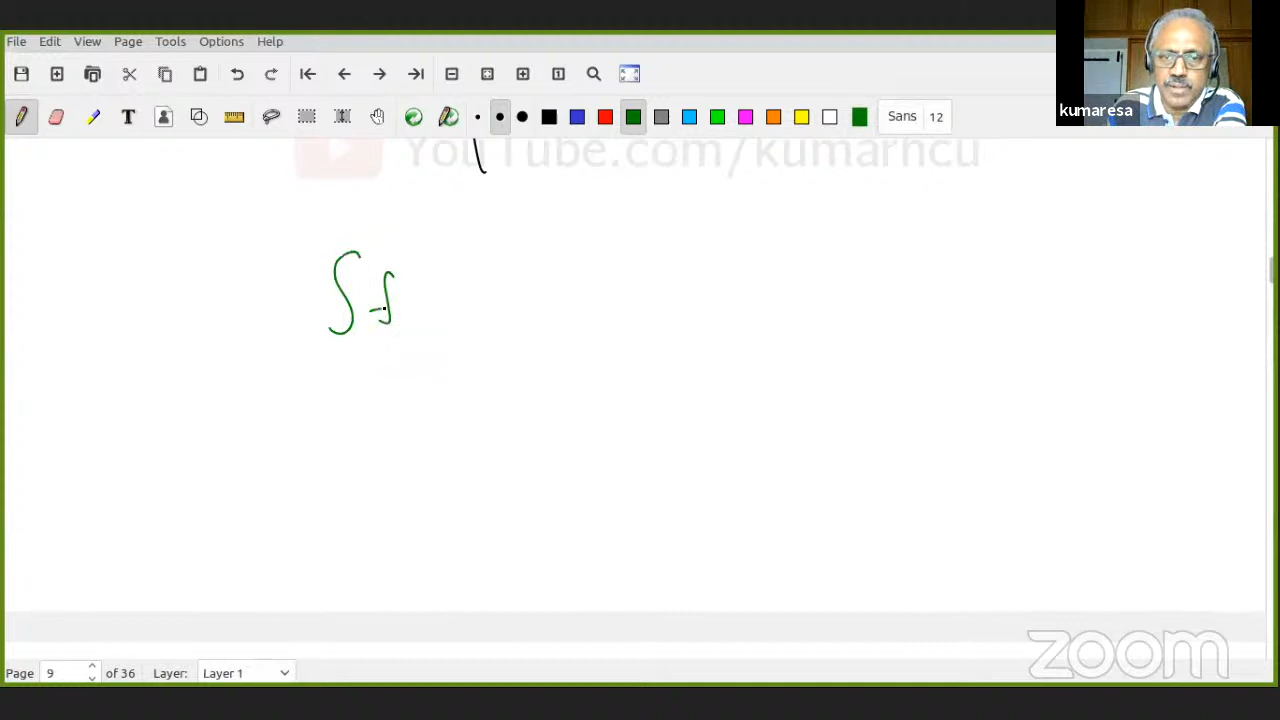 File Edit View Page Tools Options Help
kumaresa
Sans 12
YouTube.com/kumarhcu
∫ f
Page 9 of 36 Layer: Layer 1
zoom